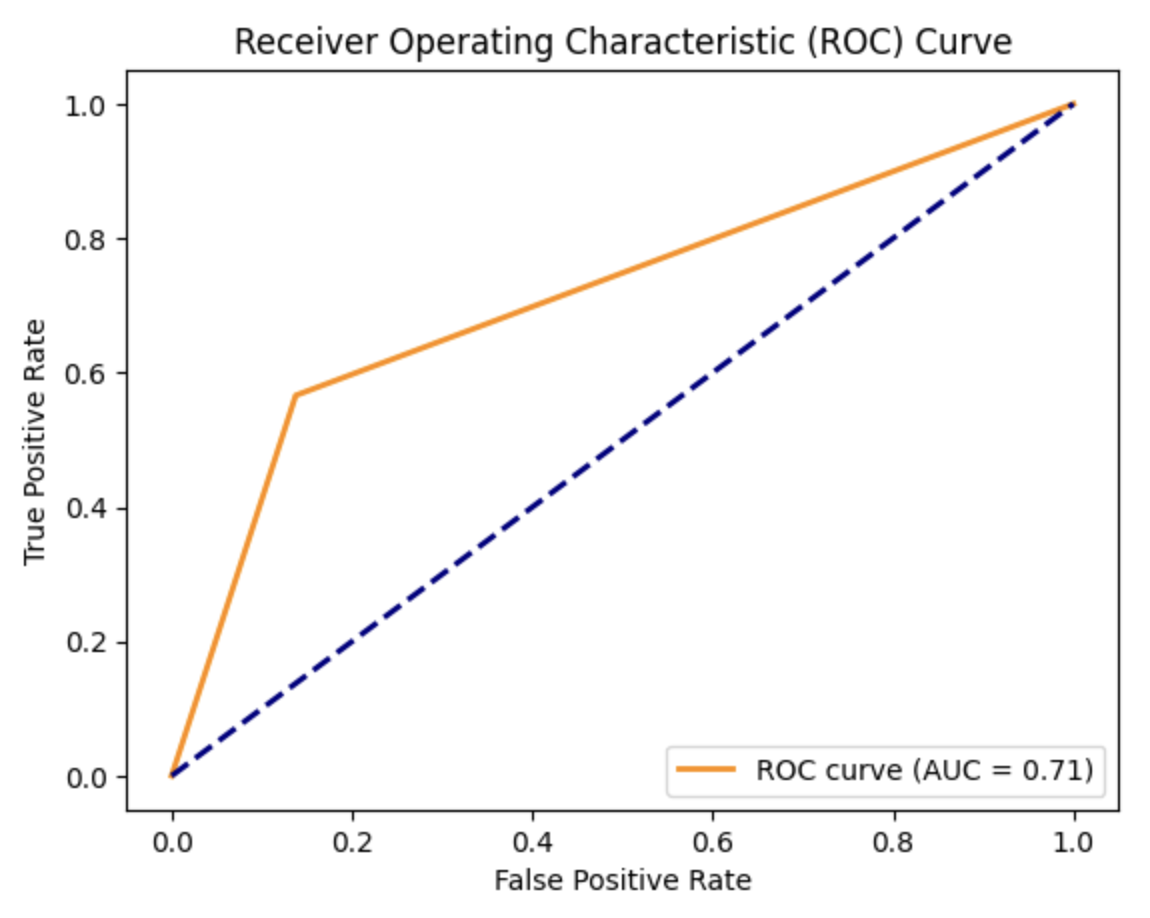 Receiver Operating Characteristic (ROC) Curve
True Positive Rate
1.0
0.8
0.6
0.4
0.2
0.0
ROC curve (AUC = 0.71)
0.0 0.2 0.4 0.6 0.8 1.0
False Positive Rate